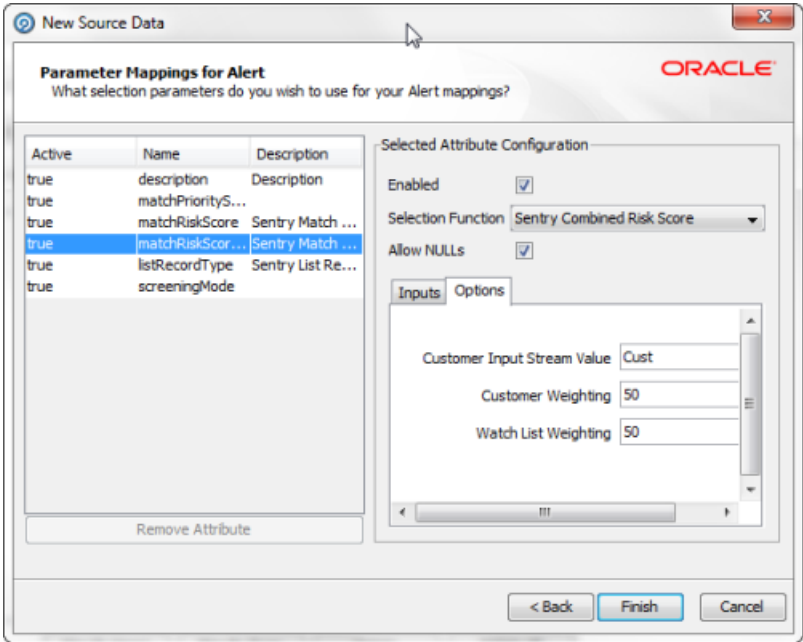 New Source Data
Parameter Mappings for Alert
What selection parameters do you wish to use for your Alert mappings?
ORACLE
Active Name Description
true description Description
true matchPriorityS...
true matchRiskScore Sentry Match ...
true matchRiskScor... Sentry Match ...
true listRecordType Sentry List Re...
true screeningMode
Remove Attribute
Selected Attribute Configuration
Enabled
Selection Function Sentry Combined Risk Score
Allow NULLs
Inputs Options
Customer Input Stream Value Cust
Customer Weighting 50
Watch List Weighting 50
< Back Finish Cancel